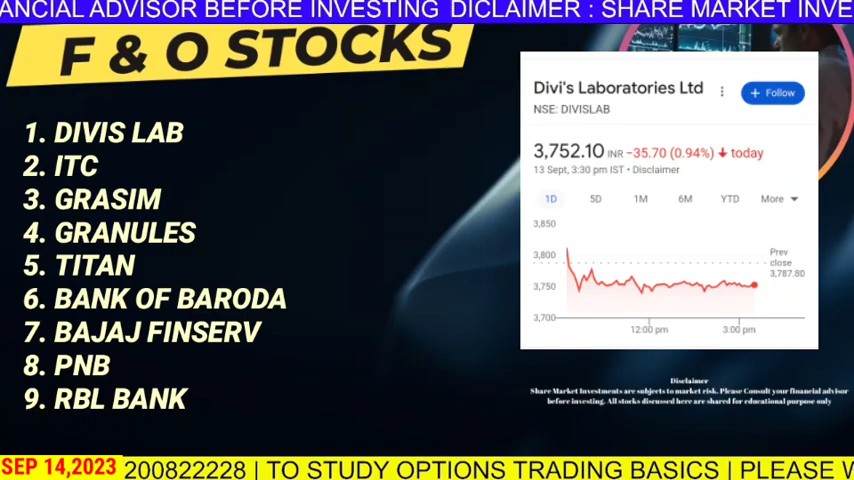 ANCIAL ADVISOR BEFORE INVESTING DICLAIMER : SHARE MARKET INVE
F & O STOCKS
1. DIVIS LAB
2. ITC
3. GRASIM
4. GRANULES
5. TITAN
6. BANK OF BARODA
7. BAJAJ FINSERV
8. PNB
9. RBL BANK
Divi's Laboratories Ltd
+ Follow
NSE: DIVISLAB
3,752.10 INR −35.70 (0.94%) ↓ today
13 Sept, 3:30 pm IST • Disclaimer
1D 5D 1M 6M YTD More
3,850
3,800
3,750
3,700
Prev
close
3,787.80
12:00 pm 3:00 pm
Disclaimer
Share Market Investments are subjects to market risk. Please Consult your financial advisor
before investing. All stocks discussed here are shared for educational purpose only
SEP 14,2023 200822228 | TO STUDY OPTIONS TRADING BASICS | PLEASE W